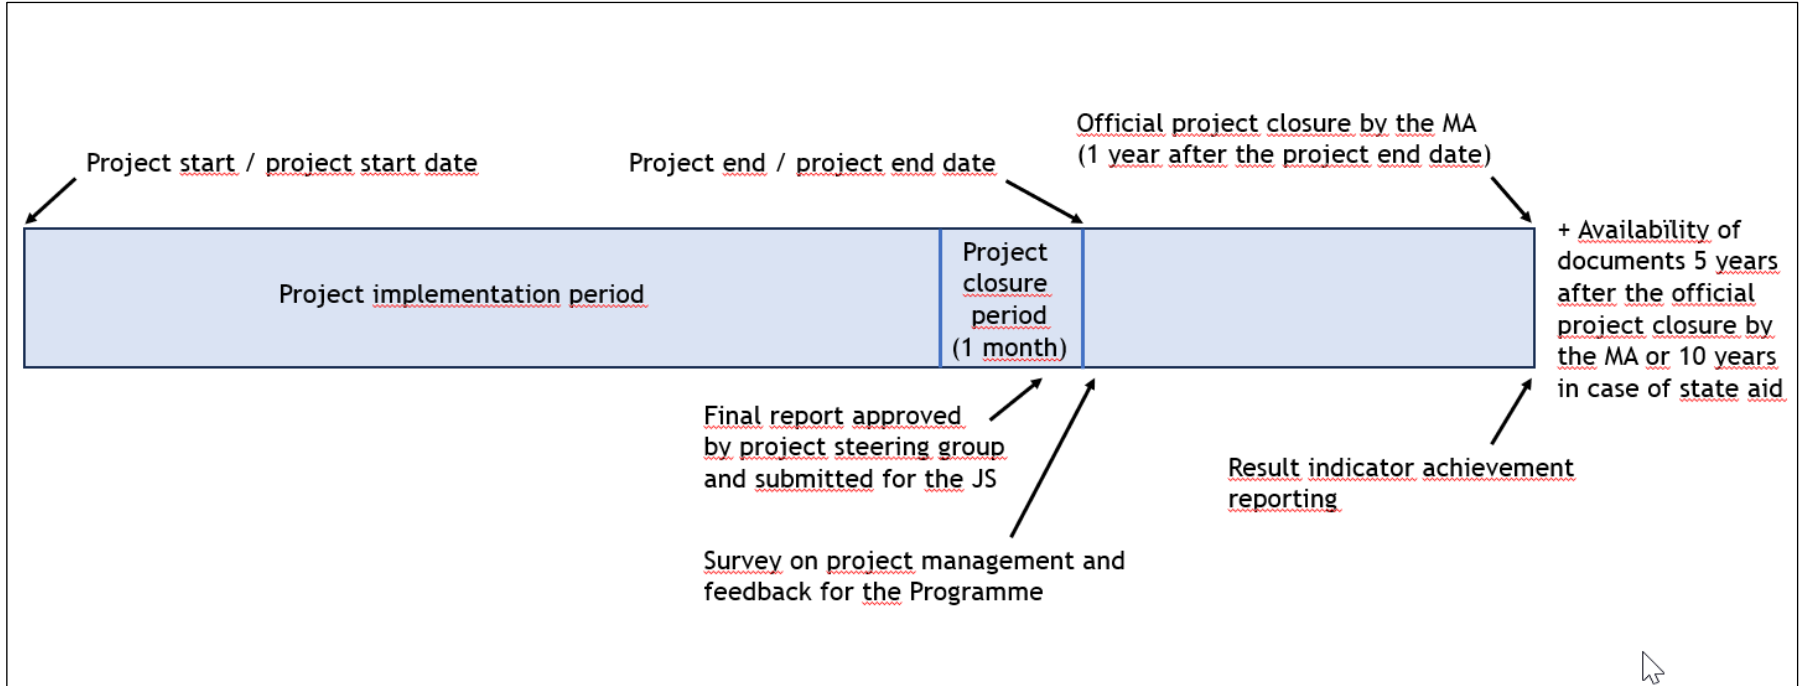 Official project closure by the MA
(1 year after the project end date)
Project start / project start date
Project end / project end date
Project implementation period
Project
closure
period
(1 month)
+ Availability of
documents 5 years
after the official
project closure by
the MA or 10 years
in case of state aid
Final report approved
by project steering group
and submitted for the JS
Result indicator achievement
reporting
Survey on project management and
feedback for the Programme